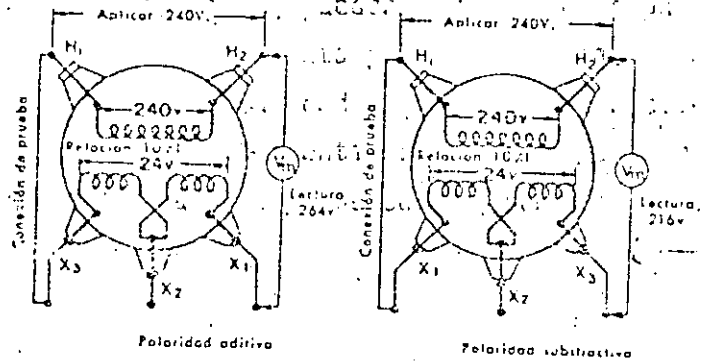 Aplicar 240V.
H1
H2
240v
Relación 10:1
24v
Conexión de prueba
Vm
Lectura
264v
X3
X2
X1
Polaridad aditiva
Aplicar 240V.
H1
H2
240v
Relación 10:1
24v
Conexión de prueba
Vm
Lectura
216v
X1
X2
X3
Polaridad substractiva